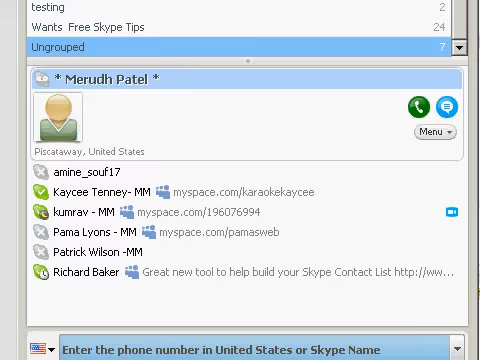 testing 2
Wants Free Skype Tips 24
Ungrouped 7
* Merudh Patel *
Menu
Piscataway, United States
amine_souf17
Kaycee Tenney- MM myspace.com/karaokekaycee
kumrav - MM myspace.com/196076994
Pama Lyons - MM myspace.com/pamasweb
Patrick Wilson -MM
Richard Baker Great new tool to help build your Skype Contact List http://ww...
Enter the phone number in United States or Skype Name